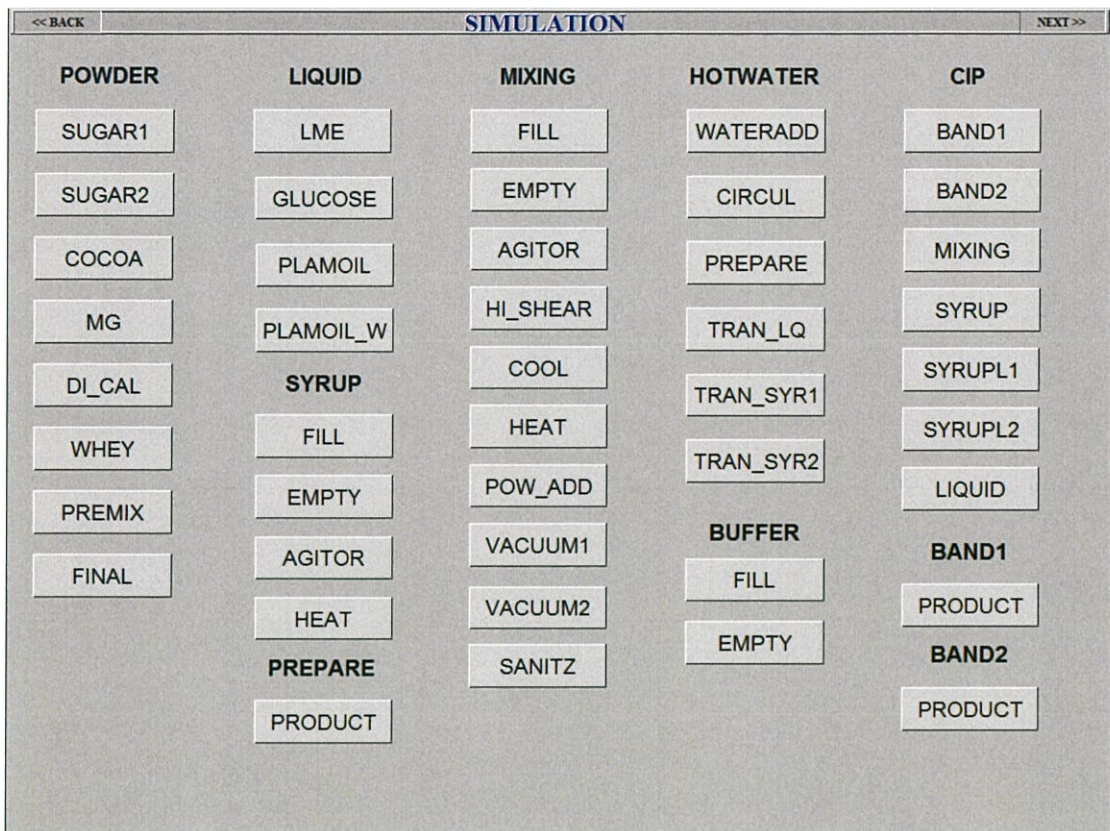 << BACK
SIMULATION
NEXT >>
POWDER
SUGAR1
SUGAR2
COCOA
MG
DI_CAL
WHEY
PREMIX
FINAL
LIQUID
LME
GLUCOSE
PLAMOIL
PLAMOIL_W
SYRUP
FILL
EMPTY
AGITOR
HEAT
PREPARE
PRODUCT
MIXING
FILL
EMPTY
AGITOR
HI_SHEAR
COOL
HEAT
POW_ADD
VACUUM1
VACUUM2
SANITZ
HOTWATER
WATERADD
CIRCUL
PREPARE
TRAN_LQ
TRAN_SYR1
TRAN_SYR2
BUFFER
FILL
EMPTY
CIP
BAND1
BAND2
MIXING
SYRUP
SYRUPL1
SYRUPL2
LIQUID
BAND1
PRODUCT
BAND2
PRODUCT